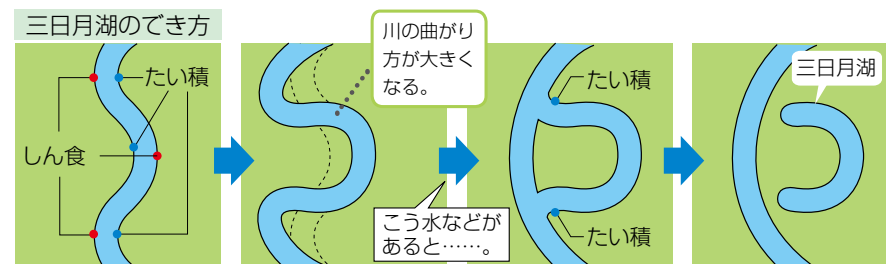 三日月湖のでき方
たい積
しん食
川の曲がり
方が大きく
なる。
こう水などが
あると……。
たい積
たい積
三日月湖